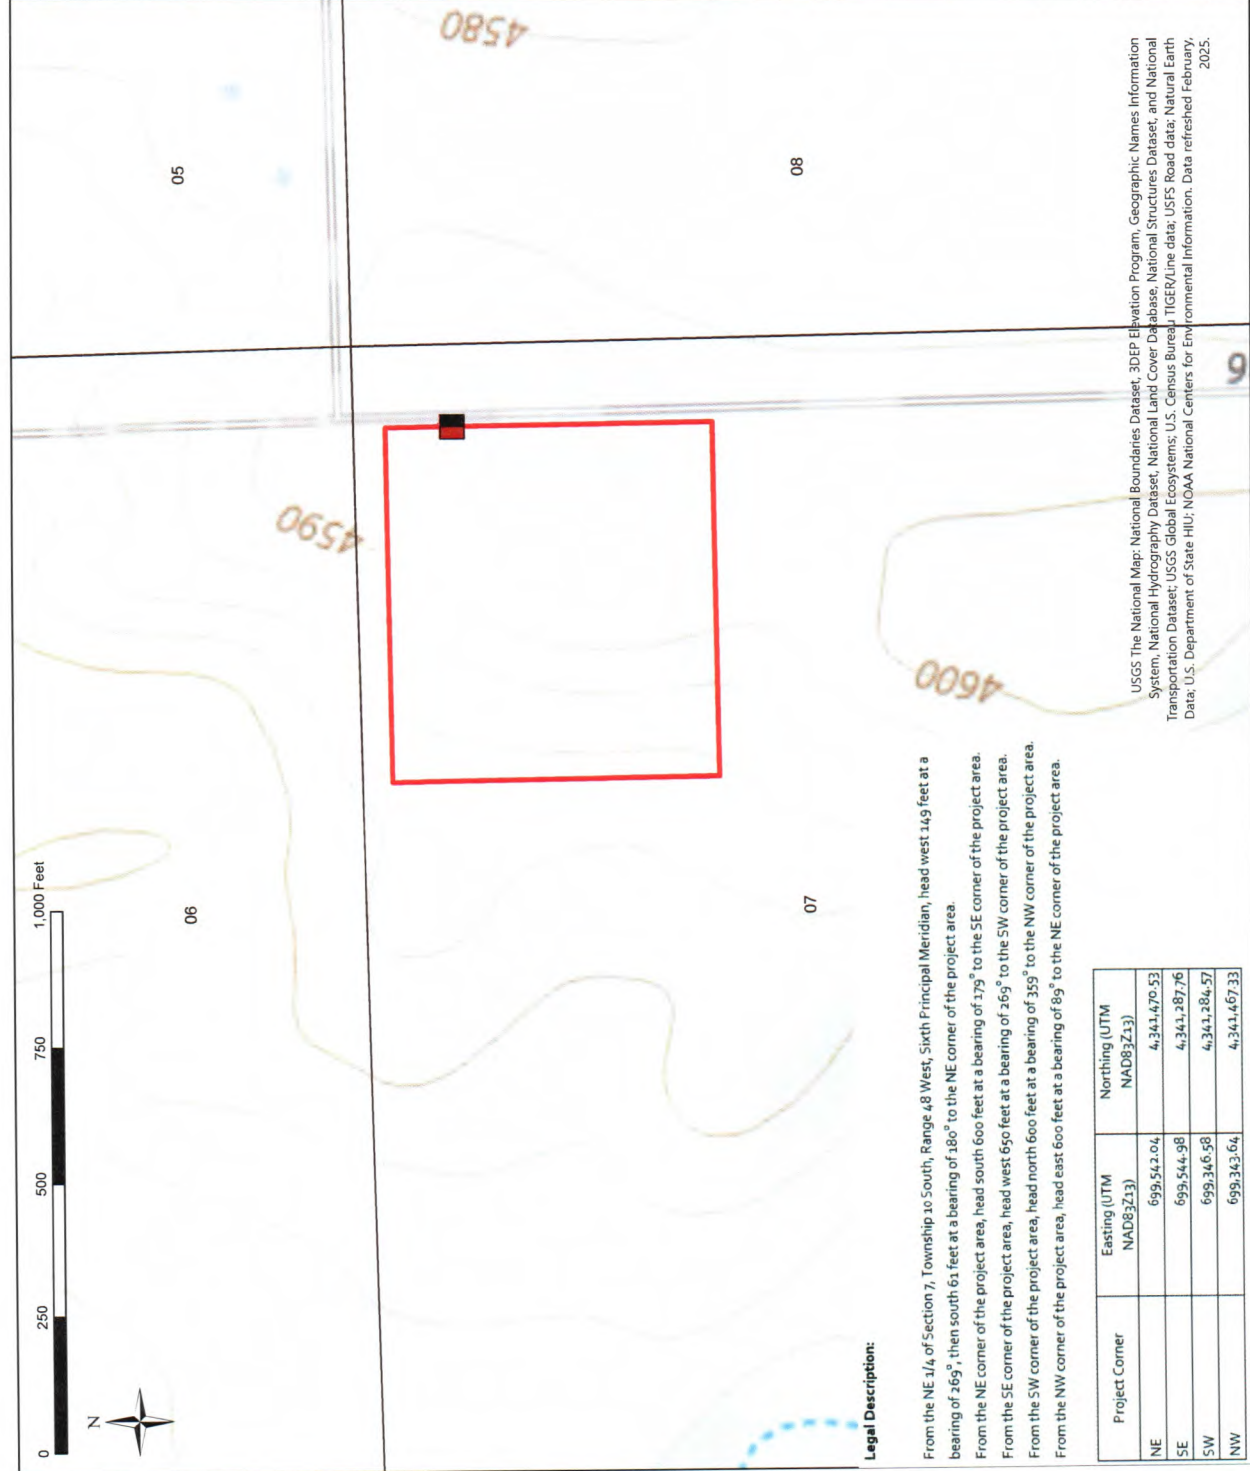 0 250 500 750 1,000 Feet
N
06
05
4590
4580
07
08
4600
6
Legal Description:
From the NE 1/4 of Section 7, Township 10 South, Range 48 West, Sixth Principal Meridian, head west 149 feet at a
bearing of 269°, then south 61 feet at a bearing of 180° to the NE corner of the project area.
From the NE corner of the project area, head south 600 feet at a bearing of 179° to the SE corner of the project area.
From the SE corner of the project area, head west 650 feet at a bearing of 269° to the SW corner of the project area.
From the SW corner of the project area, head north 600 feet at a bearing of 359° to the NW corner of the project area.
From the NW corner of the project area, head east 600 feet at a bearing of 89° to the NE corner of the project area.
Project Corner Easting (UTM NAD83Z13) Northing (UTM NAD83Z13)
NE 699,542.04 4,341,470.53
SE 699,544.98 4,341,287.76
SW 699,346.58 4,341,284.57
NW 699,343.64 4,341,467.33
USGS The National Map: National Boundaries Dataset, 3DEP Elevation Program, Geographic Names Information
System, National Hydrography Dataset, National Land Cover Database, National Structures Dataset, and National
Transportation Dataset; USGS Global Ecosystems; U.S. Census Bureau TIGER/Line data; USFS Road data; Natural Earth
Data; U.S. Department of State HIU; NOAA National Centers for Environmental Information. Data refreshed February,
2025.